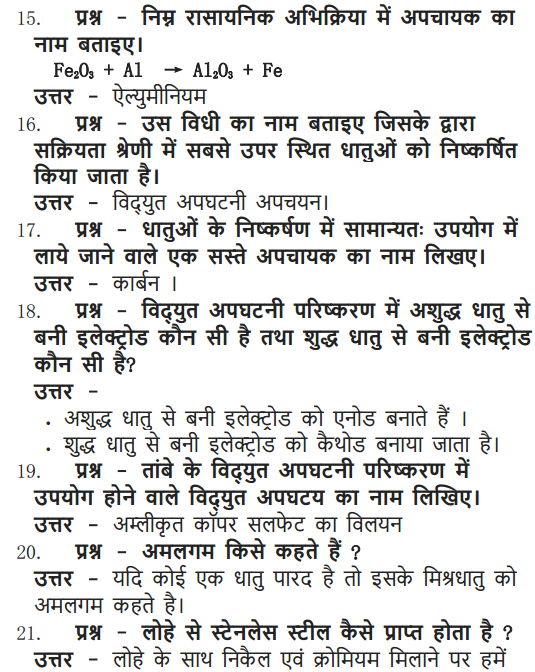 15. प्रश्न - निम्न रासायनिक अभिक्रिया में अपचायक का
नाम बताइए।
Fe₂O₃ + Al → Al₂O₃ + Fe
उत्तर - ऐल्युमीनियम
16. प्रश्न - उस विधी का नाम बताइए जिसके द्वारा
सक्रियता श्रेणी में सबसे उपर स्थित धातुओं को निष्कर्षित
किया जाता है।
उत्तर - विद्युत अपघटनी अपचयन।
17. प्रश्न - धातुओं के निष्कर्षण में सामान्यतः उपयोग में
लाये जाने वाले एक सस्ते अपचायक का नाम लिखिए।
उत्तर - कार्बन ।
18. प्रश्न - विद्युत अपघटनी परिष्करण में अशुद्ध धातु से
बनी इलेक्ट्रोड कौन सी है तथा शुद्ध धातु से बनी इलेक्ट्रोड
कौन सी है?
उत्तर -
. अशुद्ध धातु से बनी इलेक्ट्रोड को एनोड बनाते हैं ।
. शुद्ध धातु से बनी इलेक्ट्रोड को कैथोड बनाया जाता है।
19. प्रश्न - तांबे के विद्युत अपघटनी परिष्करण में
उपयोग होने वाले विद्युत अपघटय का नाम लिखिए।
उत्तर - अम्लीकृत कॉपर सलफेट का विलयन
20. प्रश्न - अमलगम किसे कहते हैं ?
उत्तर - यदि कोई एक धातु पारद है तो इसके मिश्रधातु को
अमलगम कहते है।
21. प्रश्न - लोहे से स्टेनलेस स्टील कैसे प्राप्त होता है ?
उत्तर - लोहे के साथ निकैल एवं क्रोमियम मिलाने पर हमें